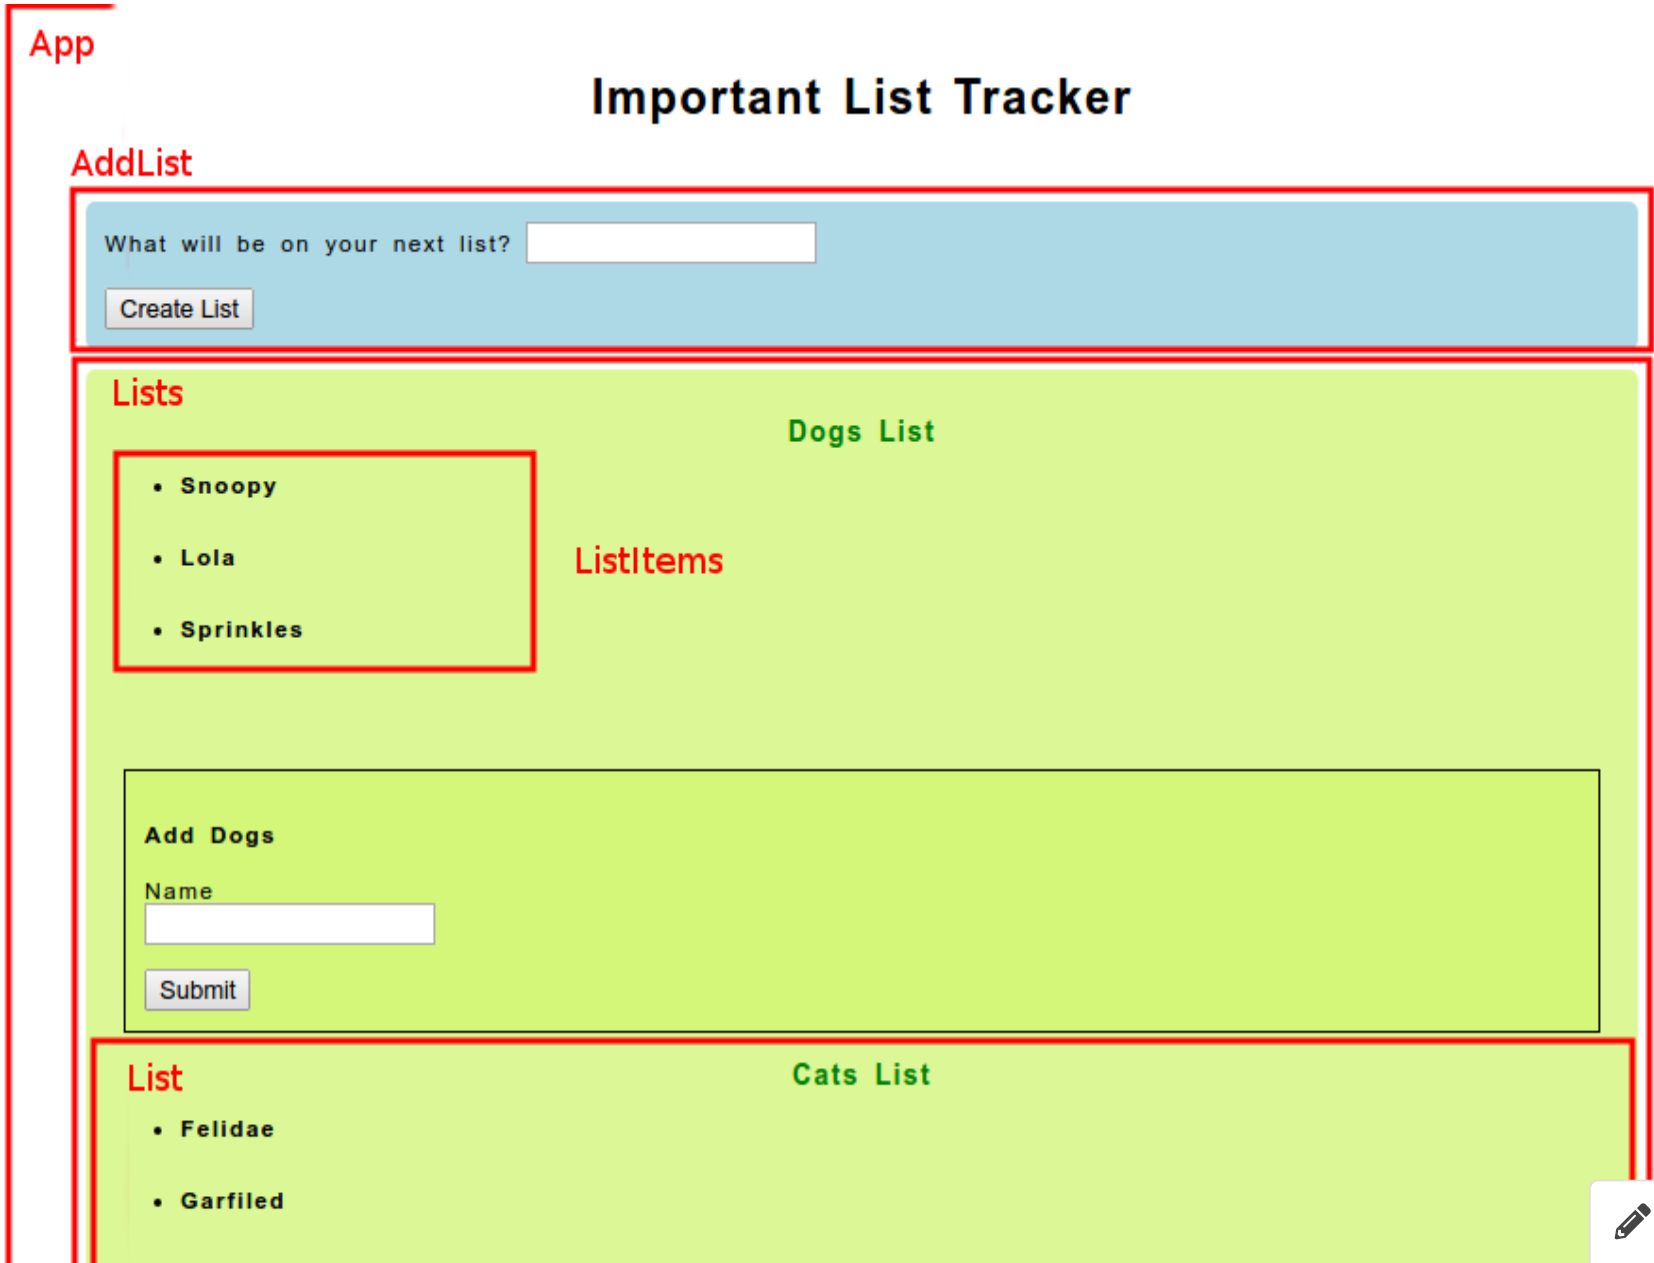 App
Important List Tracker
AddList
What will be on your next list?
Create List
Lists
Dogs List
Snoopy
Lola
ListItems
Sprinkles
Add Dogs
Name
Submit
List
Cats List
Felidae
Garfiled